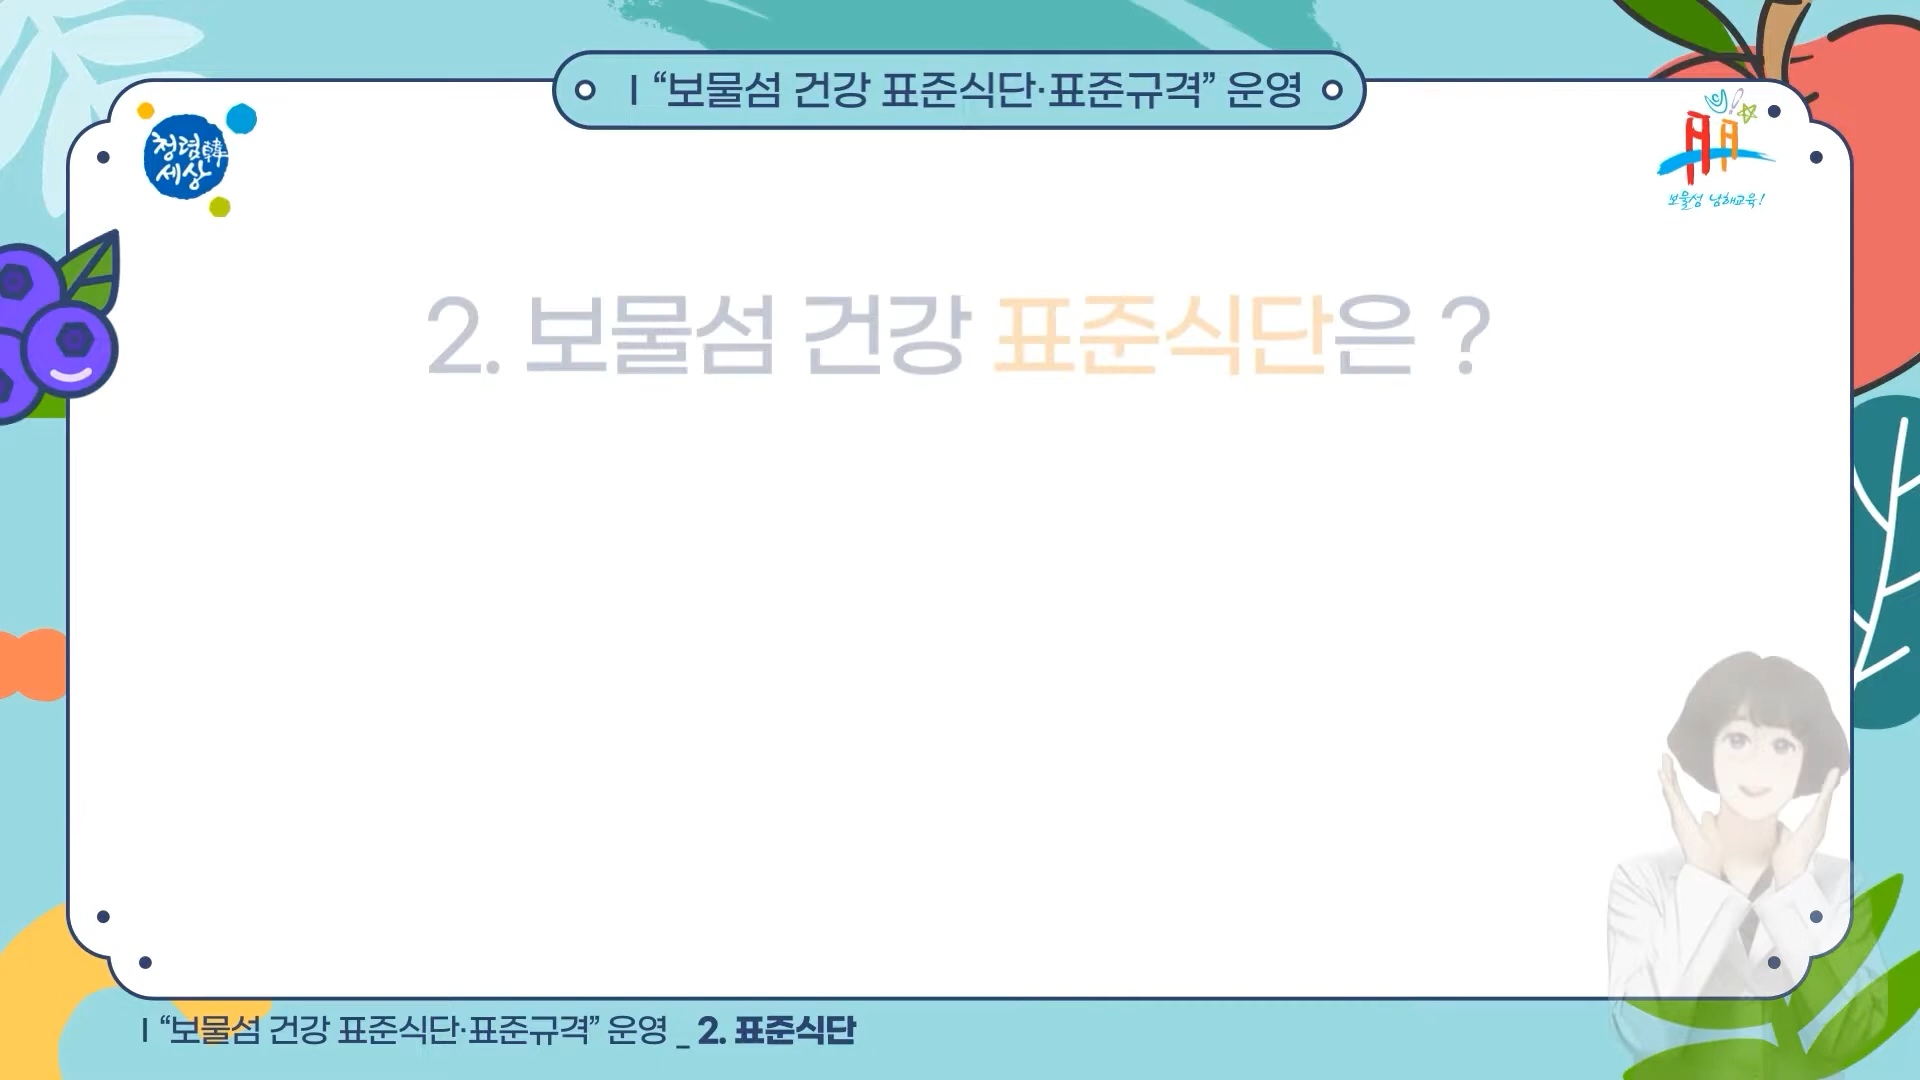 Ⅰ “보물섬 건강 표준식단·표준규격” 운영
청렴韓
세상
보물섬 남해교육!
2. 보물섬 건강 표준식단은 ?
Ⅰ “보물섬 건강 표준식단·표준규격” 운영 _ 2. 표준식단